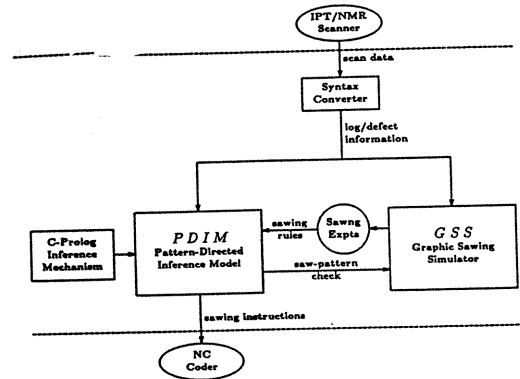 IPT/NMR
Scanner
scan data
Syntax
Converter
log/defect
information
C-Prolog
Inference
Mechanism
PDIM
Pattern-Directed
Inference Model
sawing
rules
Sawng
Expts
GSS
Graphic Sawing
Simulator
saw-pattern
check
sawing instructions
NC
Coder